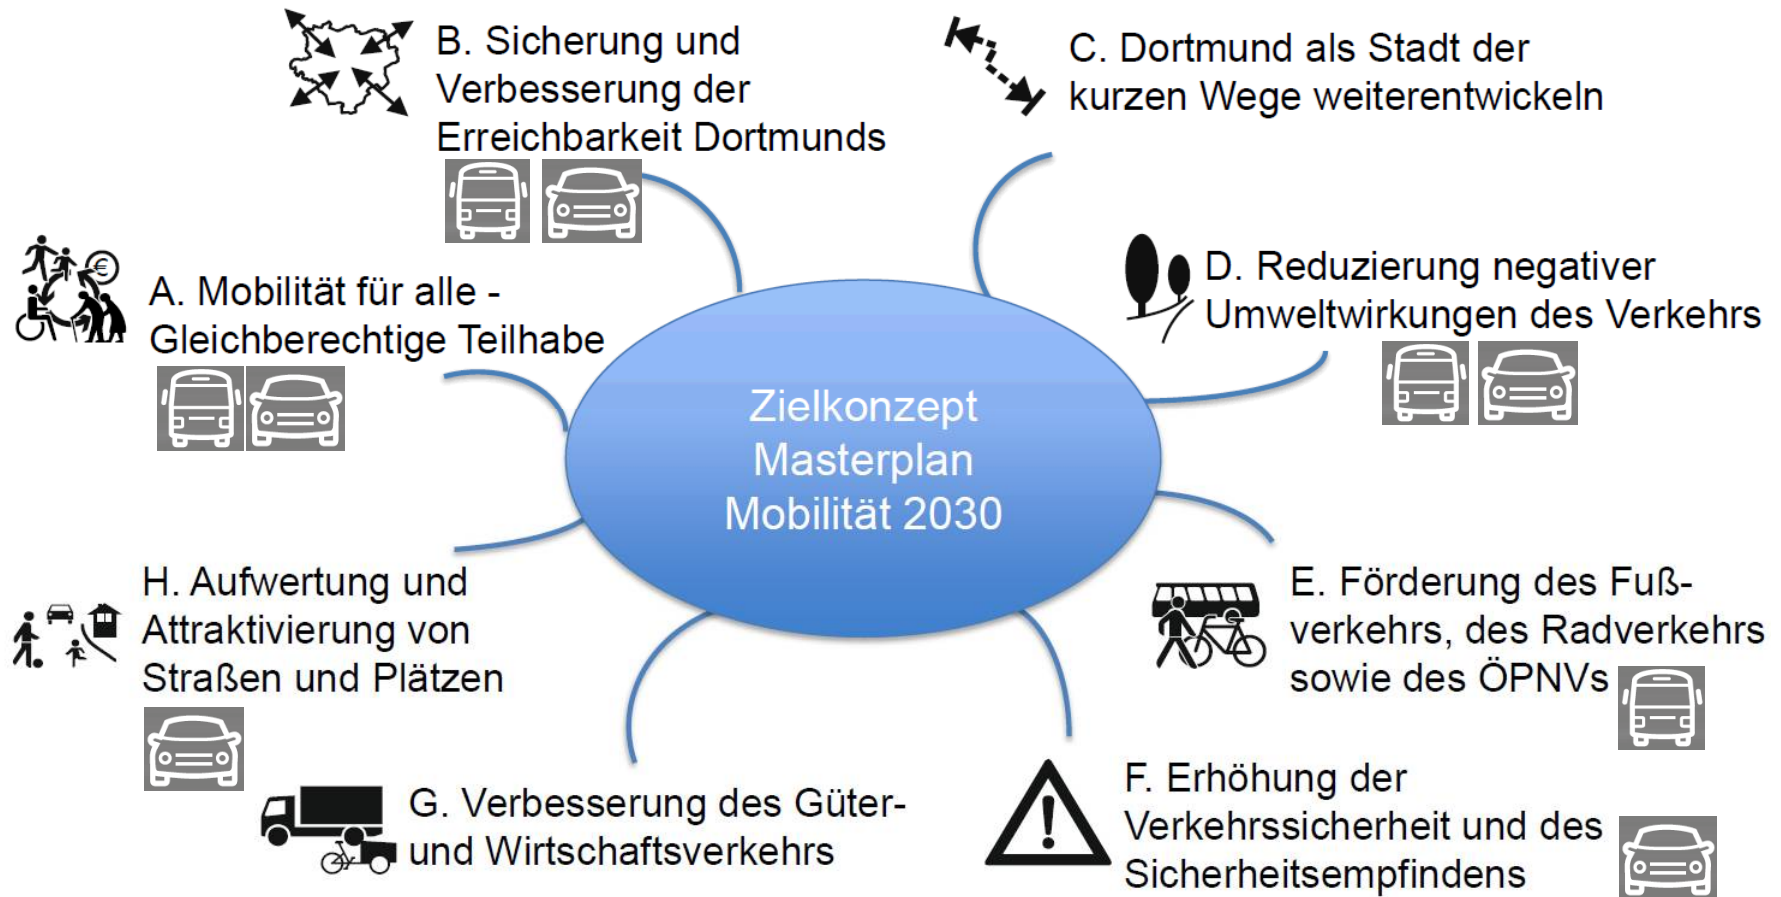 B. Sicherung und
Verbesserung der
Erreichbarkeit Dortmunds
C. Dortmund als Stadt der
kurzen Wege weiterentwickeln
A. Mobilität für alle -
Gleichberechtige Teilhabe
€
D. Reduzierung negativer
Umweltwirkungen des Verkehrs
Zielkonzept
Masterplan
Mobilität 2030
H. Aufwertung und
Attraktivierung von
Straßen und Plätzen
E. Förderung des Fuß-
verkehrs, des Radverkehrs
sowie des ÖPNVs
G. Verbesserung des Güter-
und Wirtschaftsverkehrs
F. Erhöhung der
Verkehrssicherheit und des
Sicherheitsempfindens